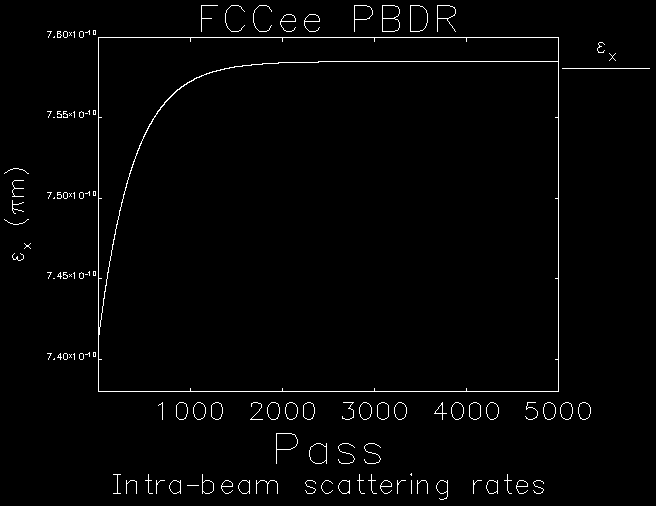 FCCee PBDR
7.60×10⁻¹⁰
εₓ
7.55×10⁻¹⁰
7.50×10⁻¹⁰
εₓ (πm)
7.45×10⁻¹⁰
7.40×10⁻¹⁰
1000 2000 3000 4000 5000
Pass
Intra-beam scattering rates